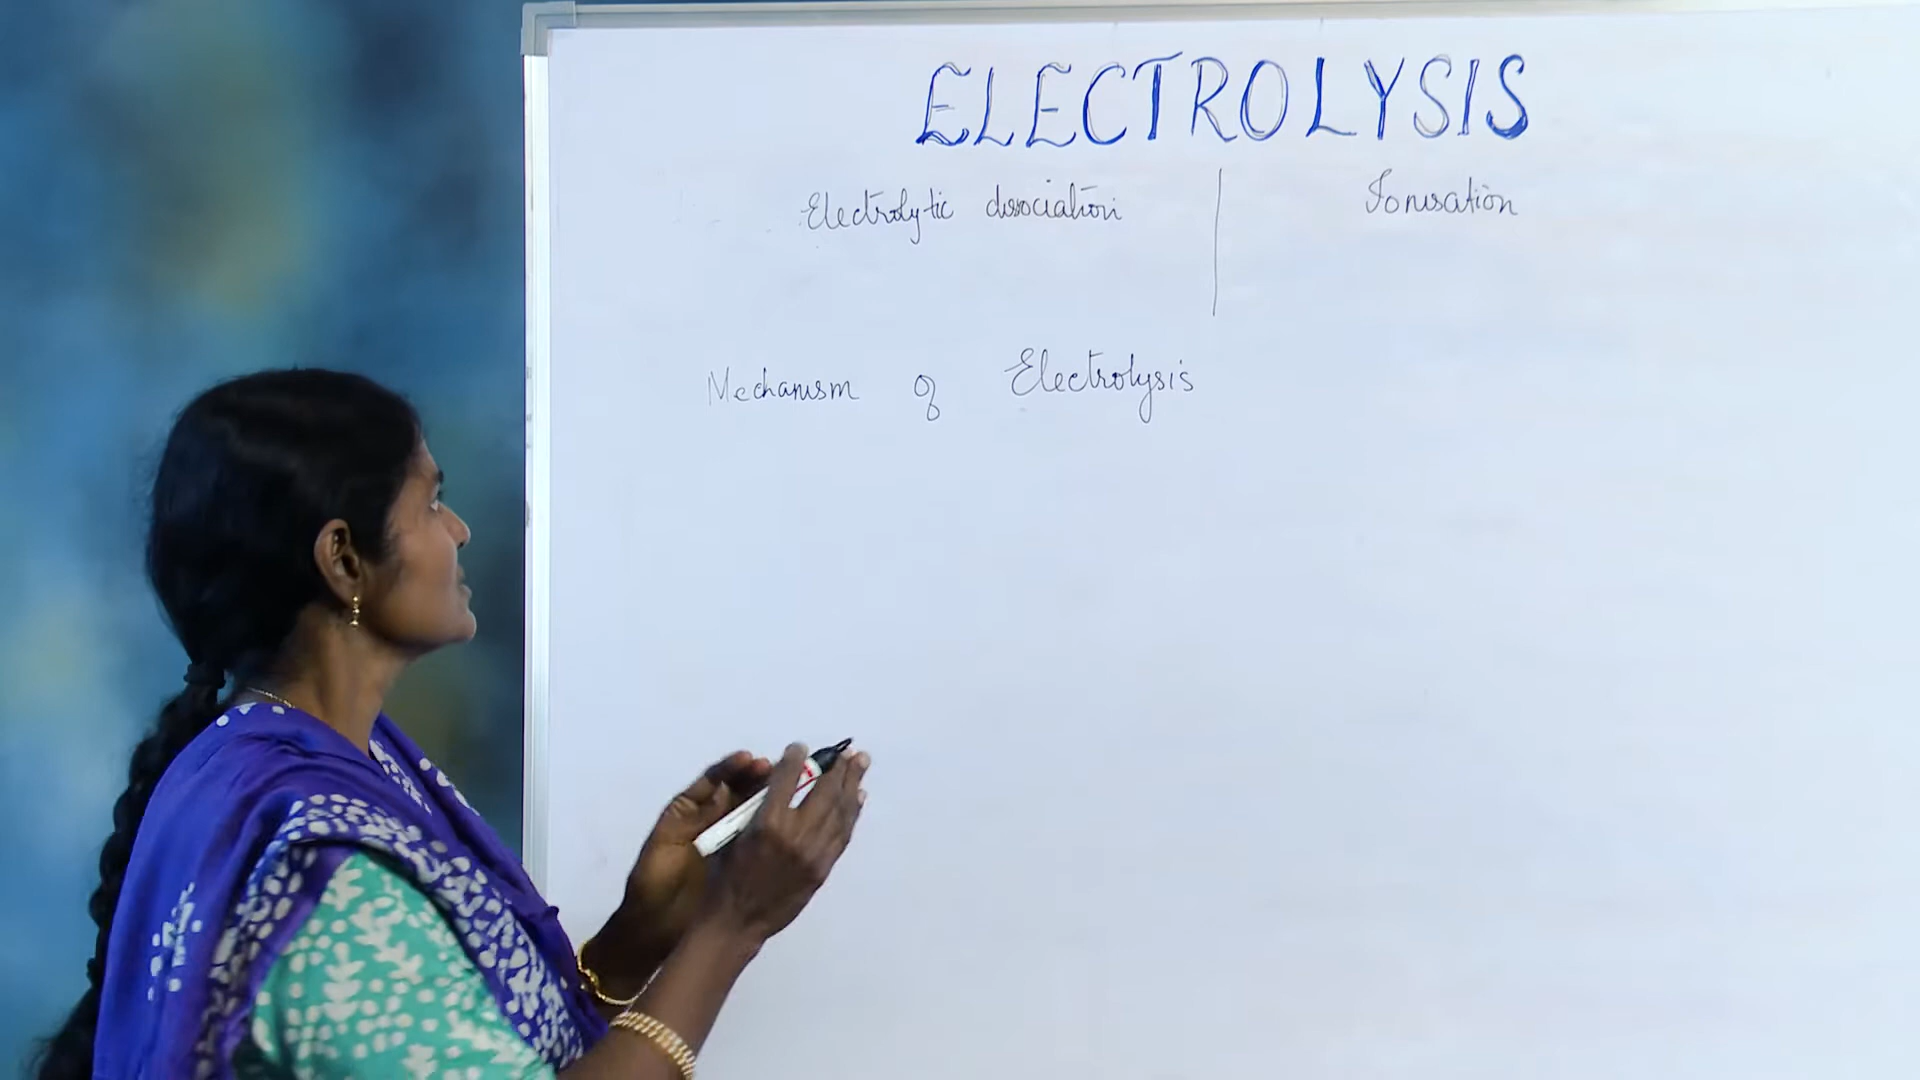 ELECTROLYSIS
Electrolytic dissociation Ionisation
Mechanism of Electrolysis